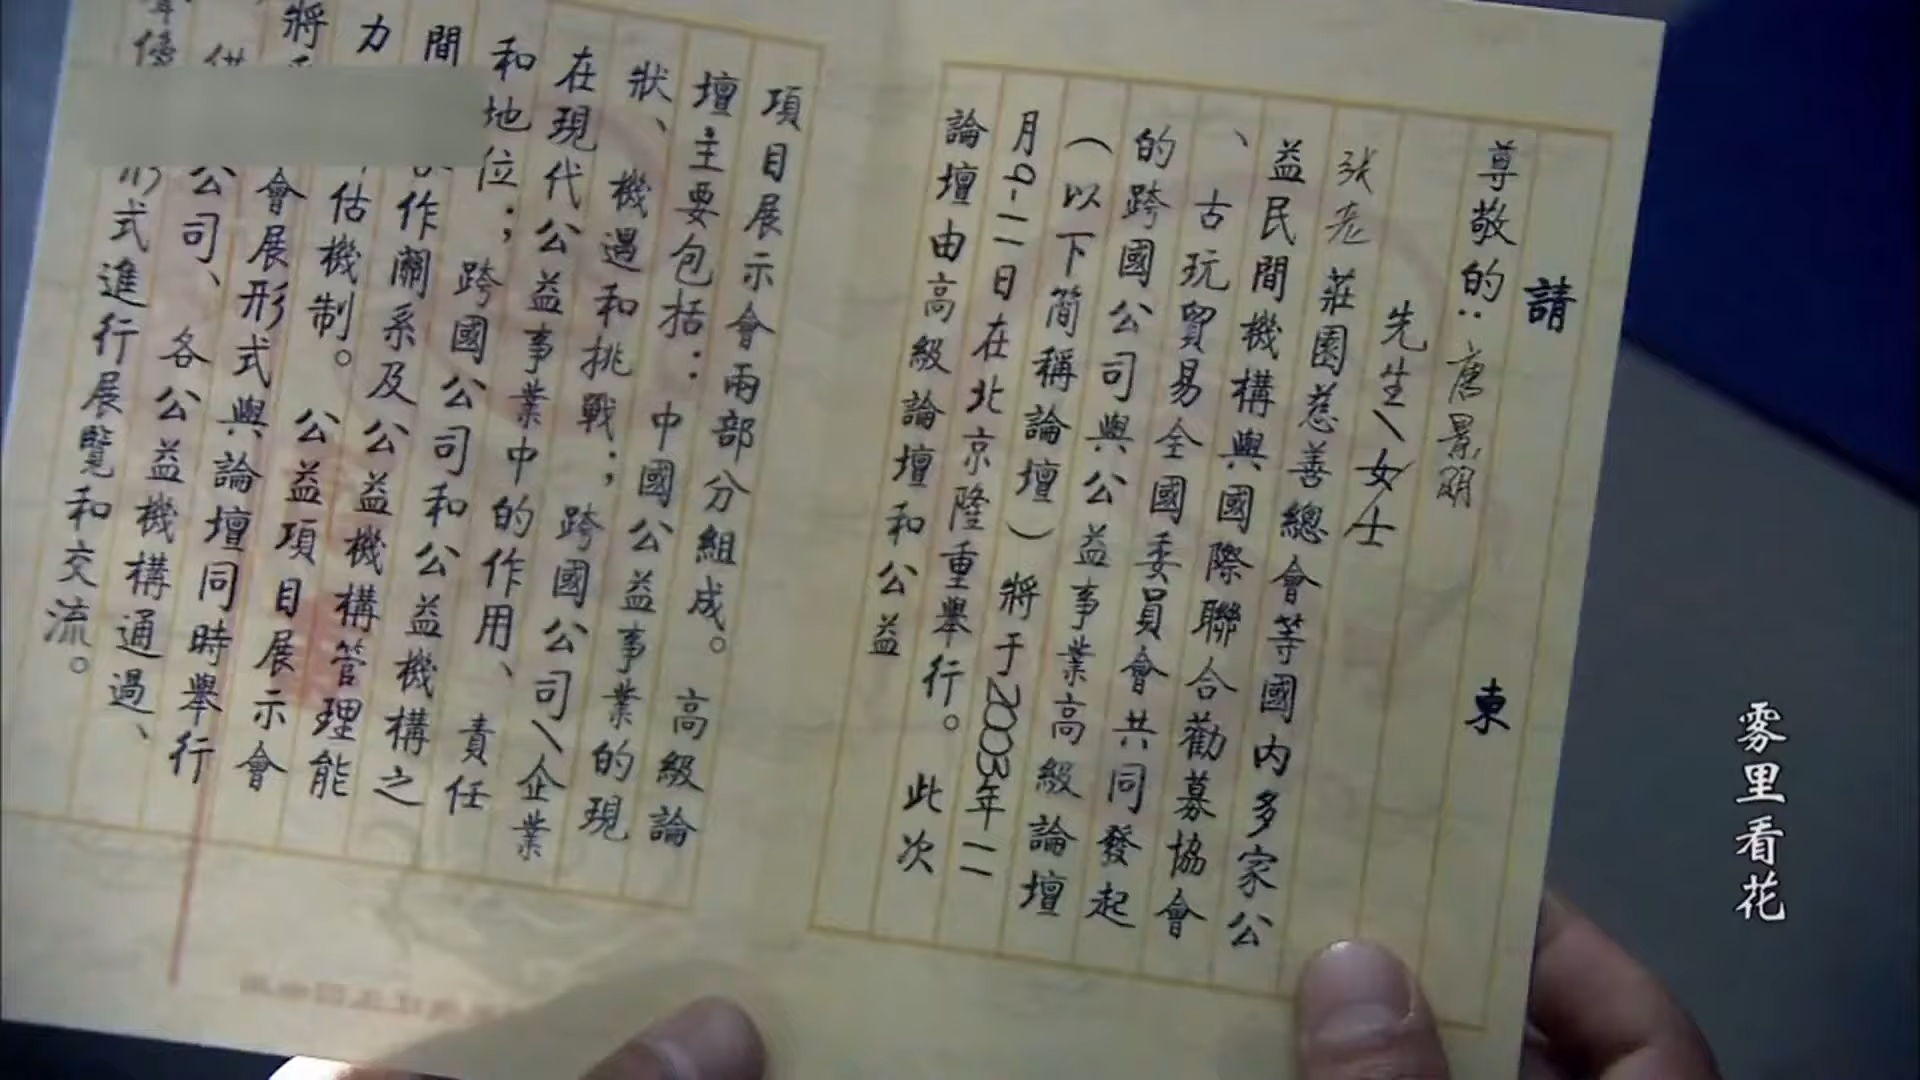 請柬
尊敬的：唐景明
先生\女士
张老莊園慈善總會等國內多家公
益民間機構與國際聯合勸募協會
、古玩貿易全國委員會共同發起
的跨國公司與公益事業高級論壇
（以下簡稱論壇）將于2003年11
月9-11日在北京隆重舉行。此次
論壇由高級論壇和公益
項目展示會兩部分組成。高級論
壇主要包括：中國公益事業的現
狀、機遇和挑戰；跨國公司\企業
在現代公益事業中的作用、責任
和地位；跨國公司和公益機構之
間作關系及公益機構管理能
力估機制。公益項目展示會
將會展形式與論壇同時舉行
公司、各公益機構通過、
形式進行展覽和交流。
雾里看花